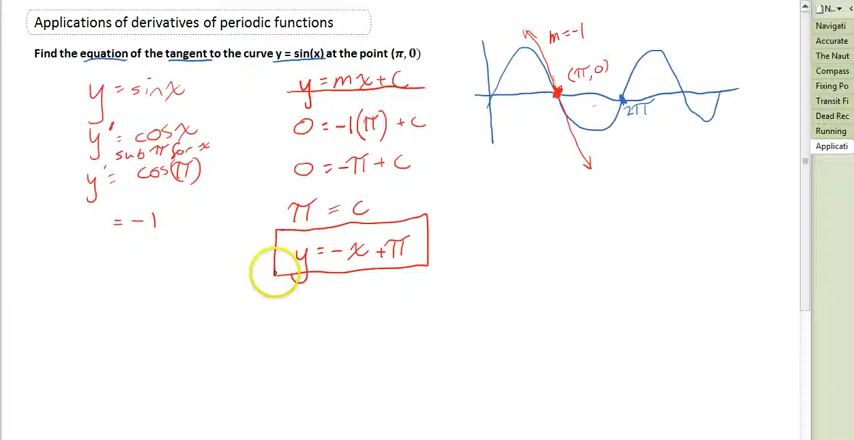 Applications of derivatives of periodic functions
Find the equation of the tangent to the curve y = sin(x) at the point (π, 0)
y = sinx
y' = cosx
sub π for x
y' = cos(π)
= -1
y = mx + c
0 = -1(π) + c
0 = -π + c
π = c
y = -x + π
m = -1
(π, 0)
2π
N..
Navigati
Accurate
The Naut
Compass
Fixing Po
Transit Fi
Dead Rec
Running
Applicati